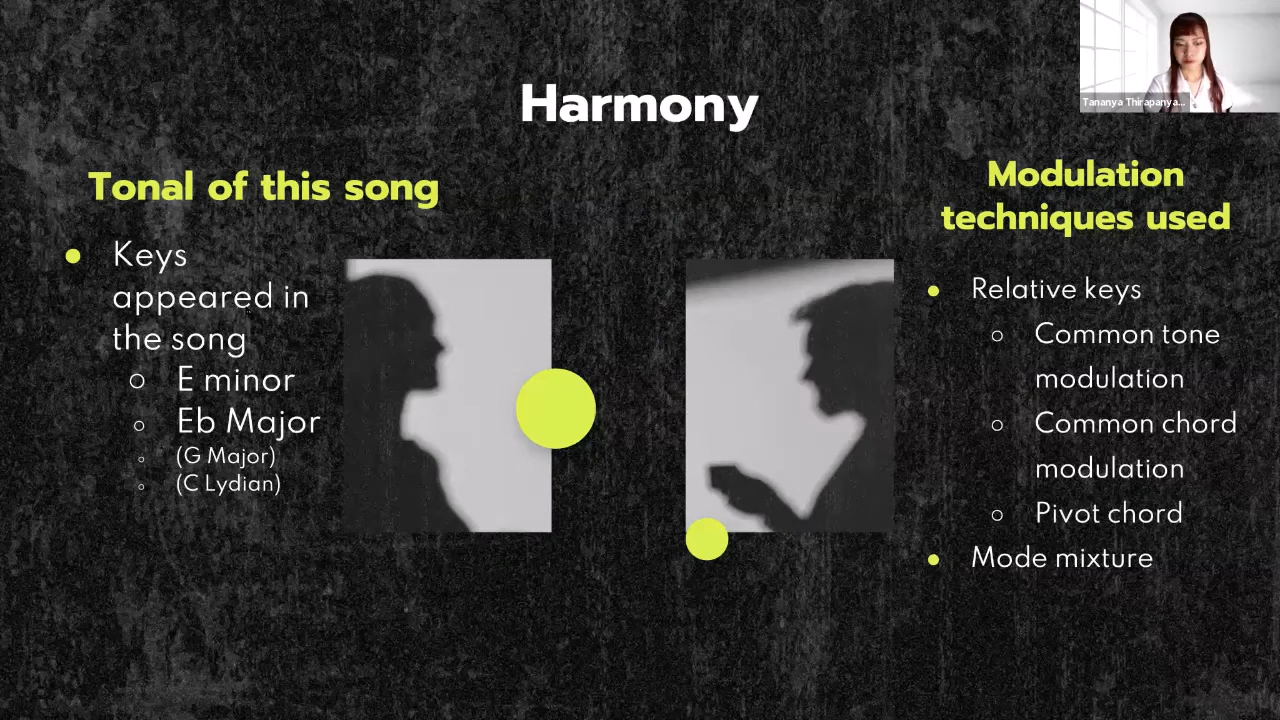 Harmony
Tananya Thirapanya...
Tonal of this song
Keys
appeared in
the song
E minor
Eb Major
(G Major)
(C Lydian)
Modulation
techniques used
Relative keys
Common tone
modulation
Common chord
modulation
Pivot chord
Mode mixture